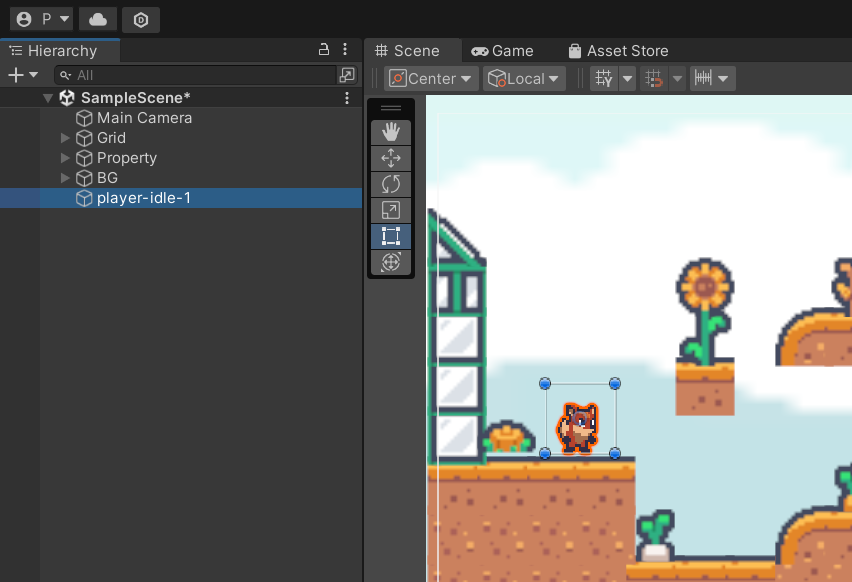 P
Hierarchy
All
SampleScene*
Main Camera
Grid
Property
BG
player-idle-1
Scene Game Asset Store
Center Local